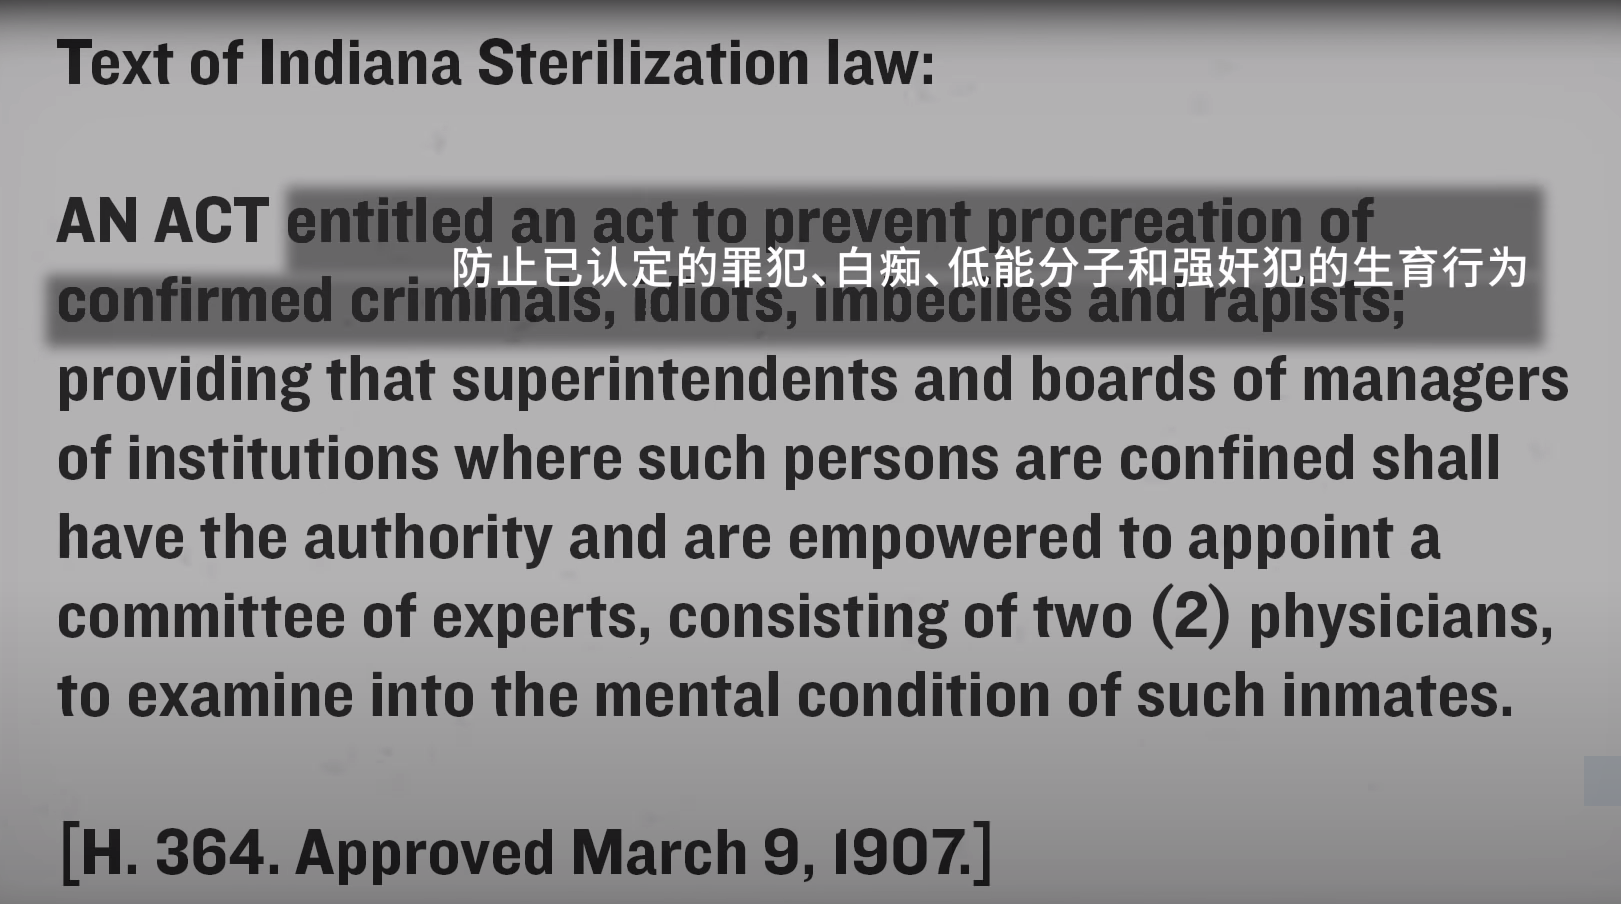 Text of Indiana Sterilization law:
AN ACT entitled an act to prevent procreation of
防止已认定的罪犯、白痴、低能分子和强奸犯的生育行为
confirmed criminals, idiots, imbeciles and rapists;
providing that superintendents and boards of managers
of institutions where such persons are confined shall
have the authority and are empowered to appoint a
committee of experts, consisting of two (2) physicians,
to examine into the mental condition of such inmates.
[H. 364. Approved March 9, 1907.]